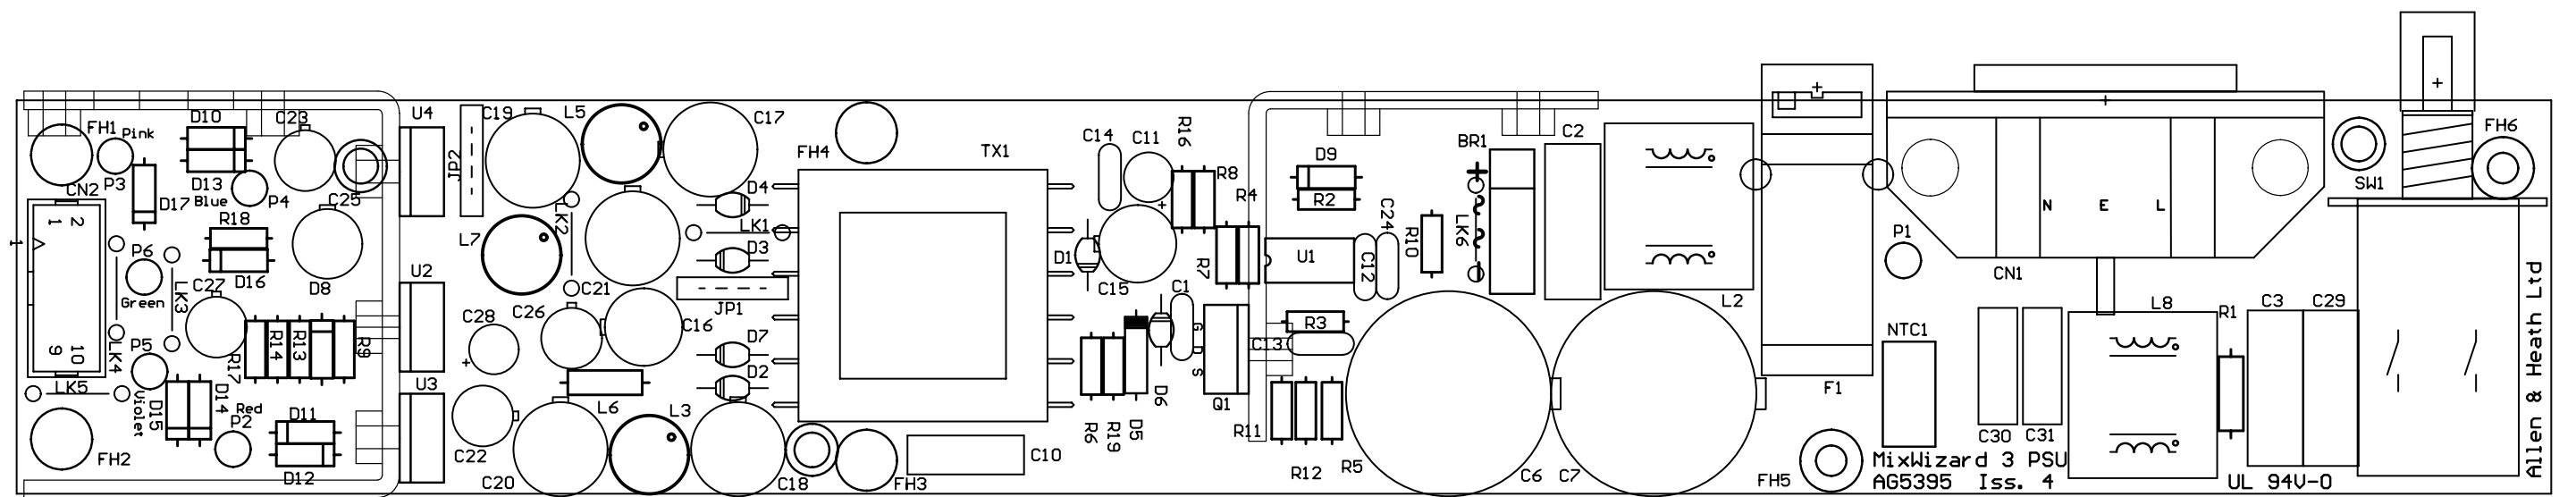 FH1
Pink
P3
CN2
1
2
1
9
10
D10
D13
Blue
P4
D17
C23
C25
R18
D16
D8
P6
Green
C27
LK3
LK4
P5
LK5
Violet
D15
D14
R17
R14
R13
R9
Red
P2
D11
D12
FH2
U4
U2
U3
JP2
C19
L5
C17
L7
LK2
LK1
D4
D3
C21
JP1
C26
C28
+
C16
D7
D2
L6
L3
C22
C20
C18
FH4
TX1
FH3
C10
C14
C11
+
R16
R8
R4
D1
C15
R7
C1
G
D
S
D6
D5
R6
R19
Q1
U1
D9
R2
C24
C12
R10
LK6
BR1
+
C2
R3
C13
R11
R12
R5
C6
C7
L2
+
F1
P1
NTC1
FH5
+
N E L
CN1
L8
C30
C31
R1
C3
C29
SW1
+
FH6
MixWizard 3 PSU
AG5395 Iss. 4
UL 94V-0
Allen & Heath Ltd